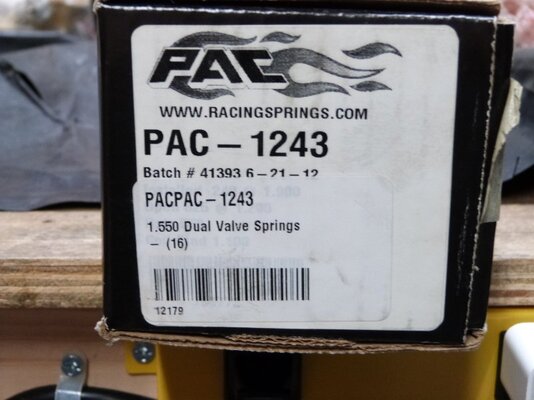 PAC
WWW.RACINGSPRINGS.COM
PAC-1243
Batch # 41393 6-21-12
PACPAC-1243
1.550 Dual Valve Springs
- (16)
12179